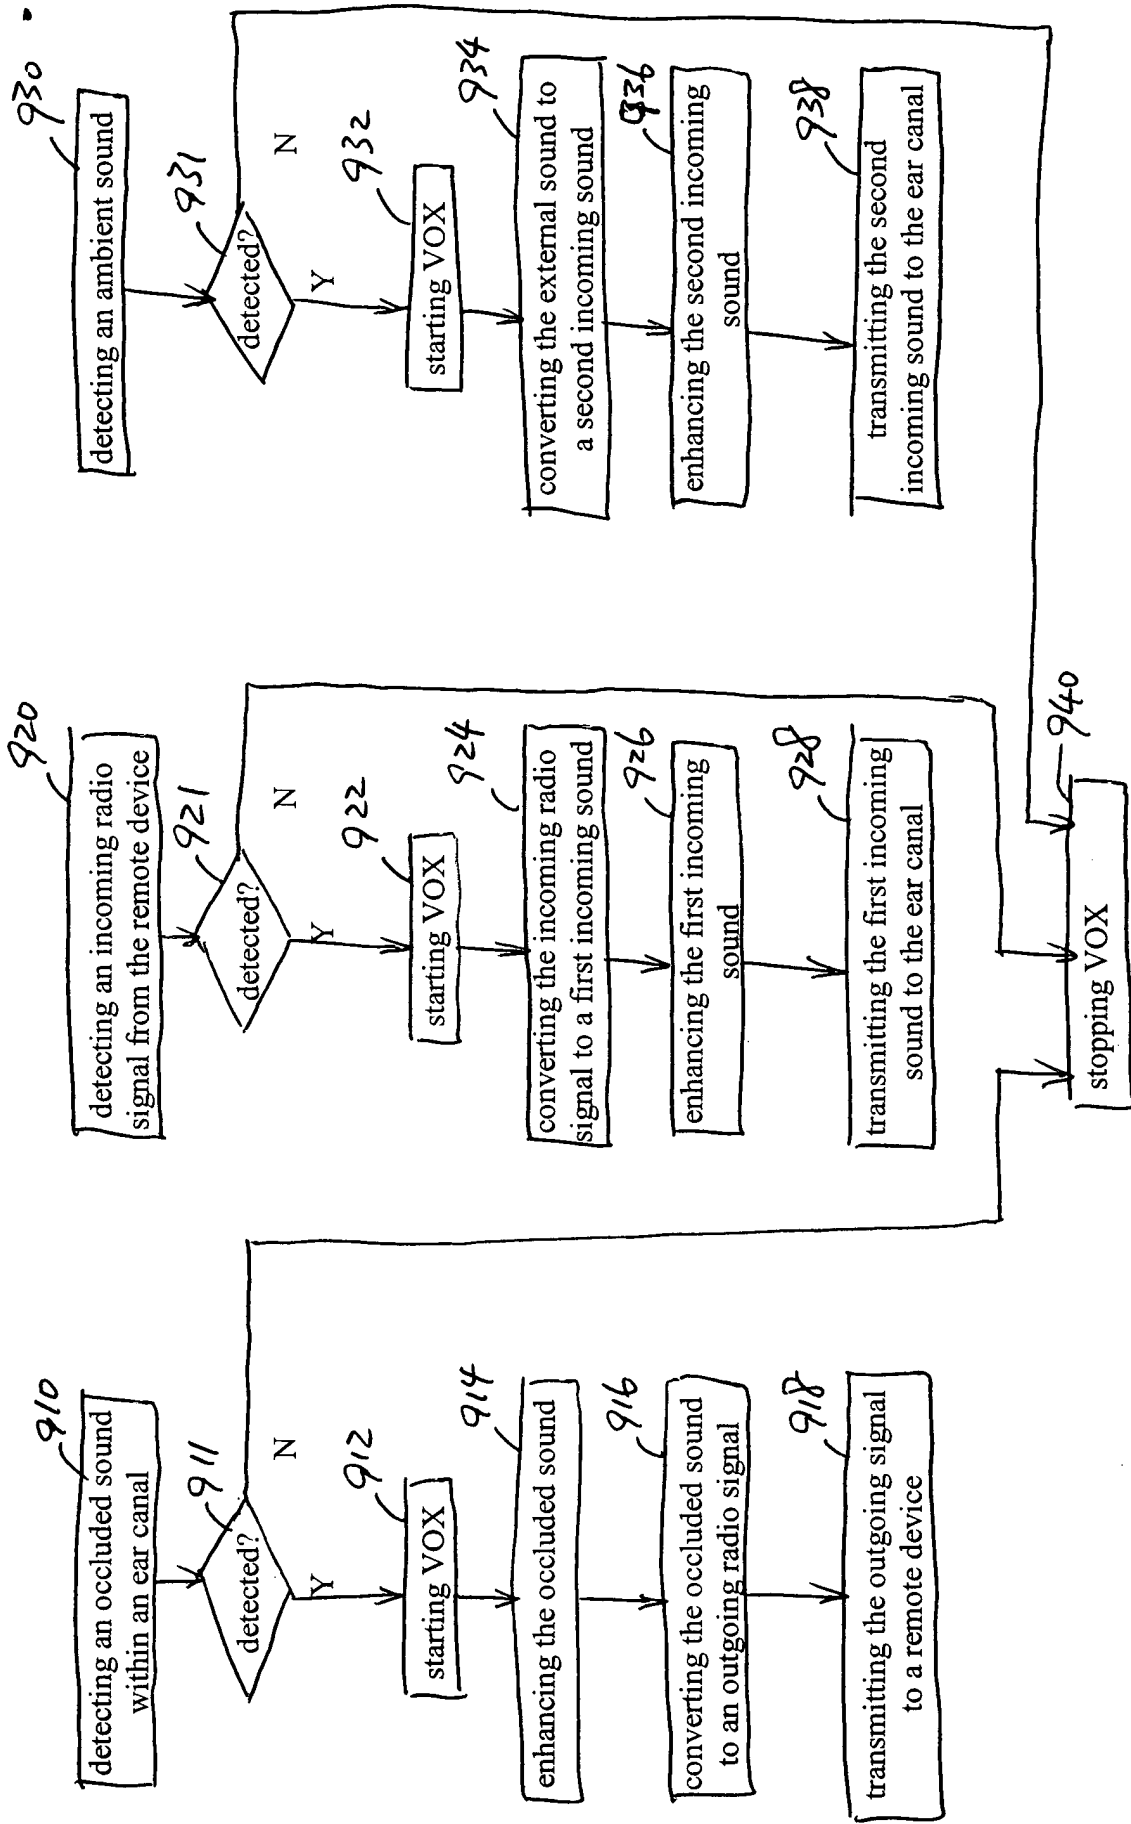 910
detecting an occluded sound
within an ear canal
911
detected?
N
Y
912
starting VOX
914
enhancing the occluded sound
916
converting the occluded sound
to an outgoing radio signal
918
transmitting the outgoing signal
to a remote device
920
detecting an incoming radio
signal from the remote device
921
detected?
N
Y
922
starting VOX
924
converting the incoming radio
signal to a first incoming sound
926
enhancing the first incoming
sound
928
transmitting the first incoming
sound to the ear canal
930
detecting an ambient sound
931
detected?
N
Y
932
starting VOX
934
converting the external sound to
a second incoming sound
936
enhancing the second incoming
sound
938
transmitting the second
incoming sound to the ear canal
940
stopping VOX